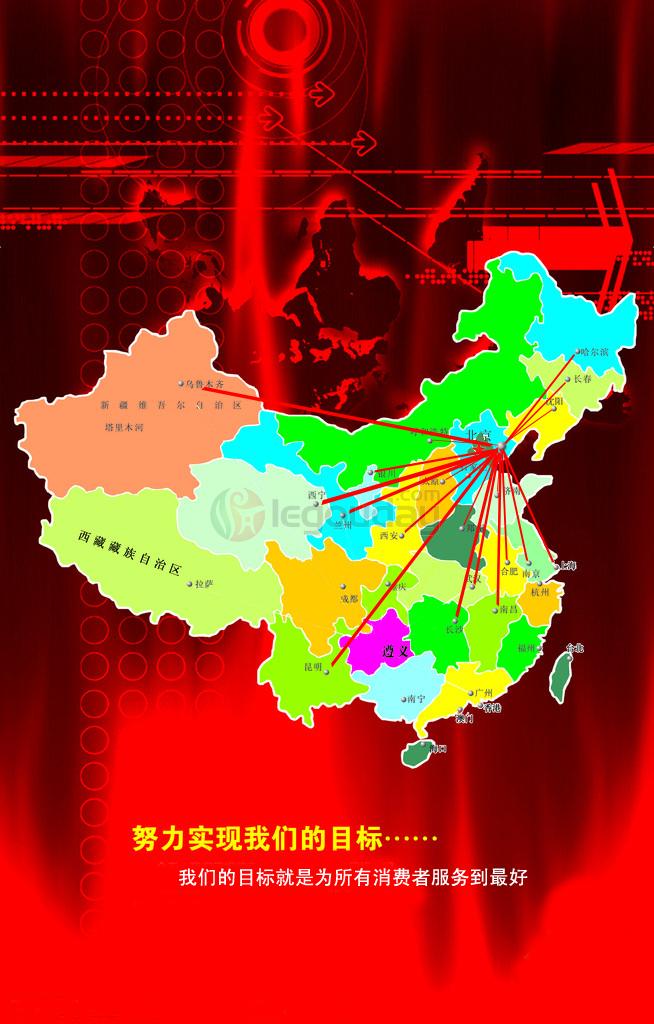 哈尔滨
长春
沈阳
乌鲁木齐
新疆维吾尔自治区
塔里木河
北京
银川
太原
济南
西宁
兰州
西安
西藏藏族自治区
拉萨
成都
重庆
武汉
合肥
南京
上海
杭州
南昌
长沙
遵义
昆明
福州
台北
南宁
广州
香港
澳门
海口
legouhay
.com
努力实现我们的目标……
我们的目标就是为所有消费者服务到最好